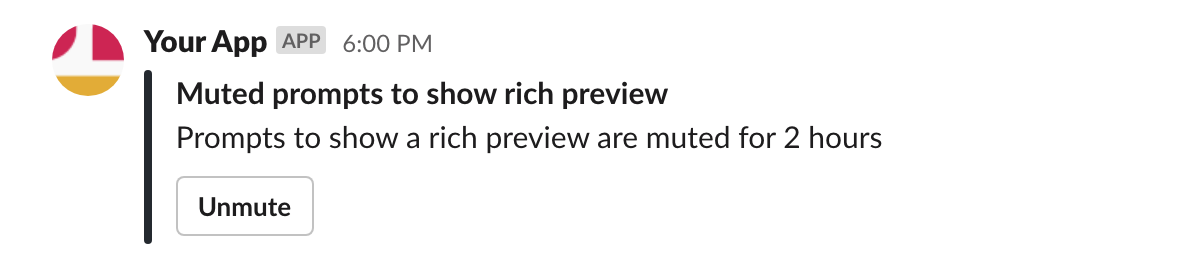 Your App APP 6:00 PM
Muted prompts to show rich preview
Prompts to show a rich preview are muted for 2 hours
Unmute